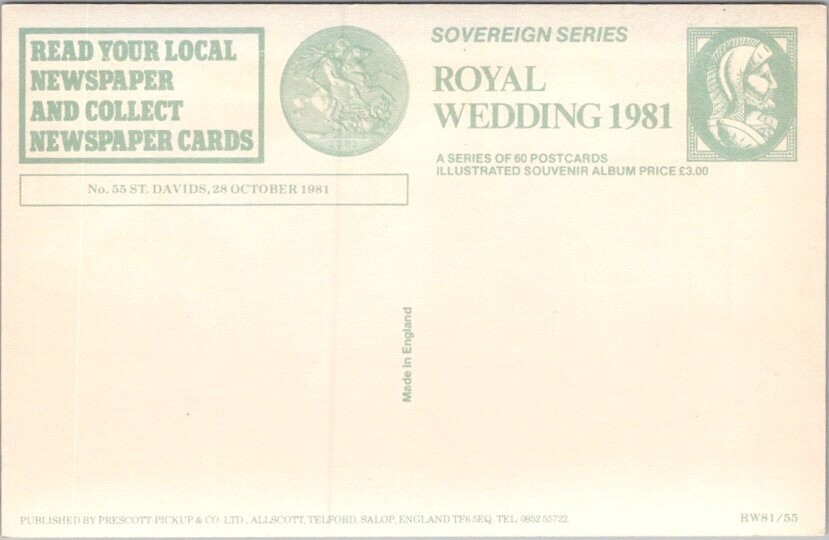 READ YOUR LOCAL
NEWSPAPER
AND COLLECT
NEWSPAPER CARDS
No. 55 ST. DAVIDS, 28 OCTOBER 1981
SOVEREIGN SERIES
ROYAL
WEDDING 1981
A SERIES OF 60 POSTCARDS
ILLUSTRATED SOUVENIR ALBUM PRICE £3.00
Made in England
PUBLISHED BY PRESCOTT-PICKUP & CO. LTD., ALLSCOTT, TELFORD, SALOP, ENGLAND TF6 5EQ. TEL. 0952 55722.
RW81/55